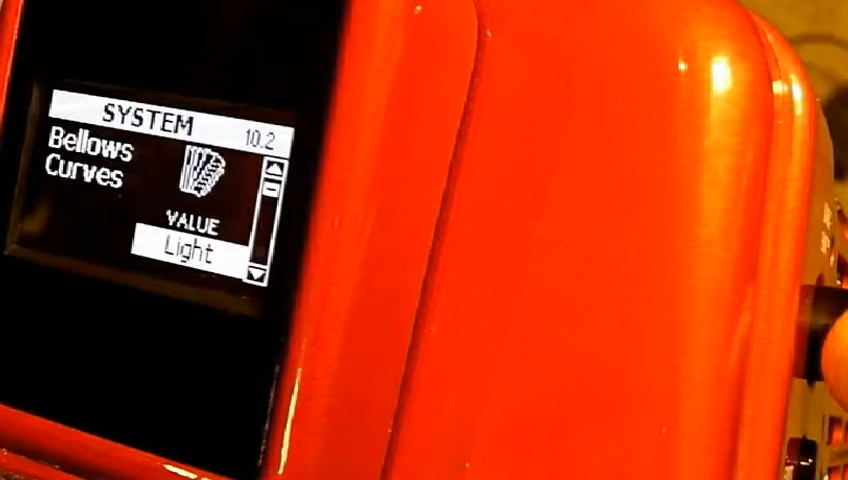 SYSTEM 10.2
Bellows
Curves
VALUE
Light